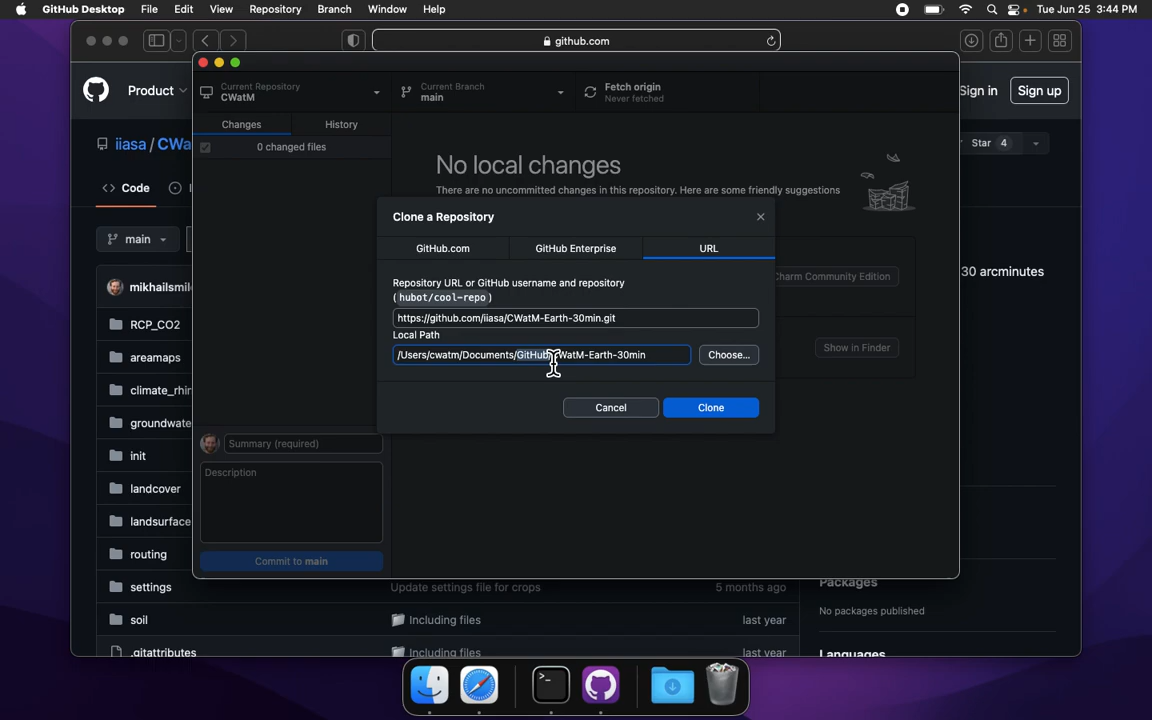 GitHub Desktop File Edit View Repository Branch Window Help Tue Jun 25 3:44 PM
github.com
Product Sign in Sign up
Current Repository
CWatM
Current Branch
main
Fetch origin
Never fetched
Changes History
0 changed files
iisa / CWa
Star 4
No local changes
There are no uncommitted changes in this repository. Here are some friendly suggestions
Code
main
Clone a Repository
GitHub.com GitHub Enterprise URL
30 arcminutes
Charm Community Edition
mikhailsmil
Repository URL or GitHub username and repository
(hubot/cool-repo)
https://github.com/iiasa/CWatM-Earth-30min.git
Local Path
/Users/cwatm/Documents/GitHub WatM-Earth-30min Choose...
Show in Finder
Cancel Clone
RCP_CO2
areamaps
climate_rhin
groundwate
init
landcover
landsurface
routing
settings
soil
.gitattributes
Summary (required)
Description
Commit to main
Update settings file for crops 5 months ago
Including files last year
Including files last year
Packages
No packages published
Languages